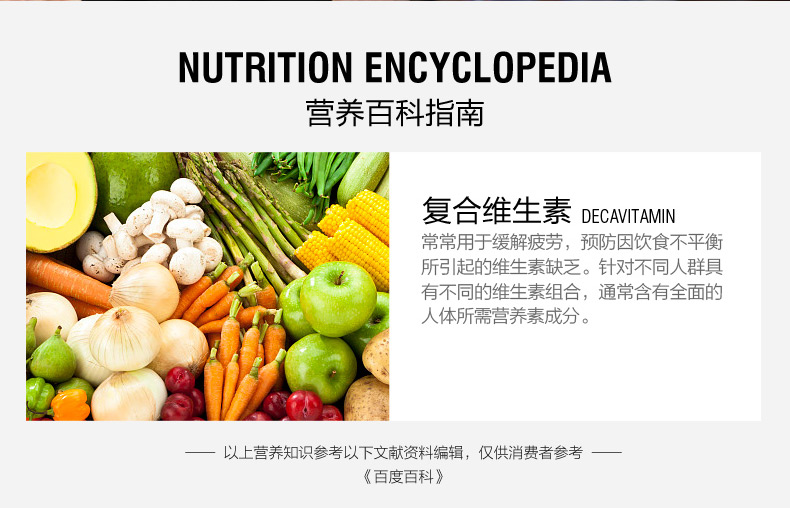 NUTRITION ENCYCLOPEDIA
营养百科指南
复合维生素 DECAVITAMIN
常常用于缓解疲劳，预防因饮食不平衡
所引起的维生素缺乏。针对不同人群具
有不同的维生素组合，通常含有全面的
人体所需营养素成分。
以上营养知识参考以下文献资料编辑，仅供消费者参考
《百度百科》